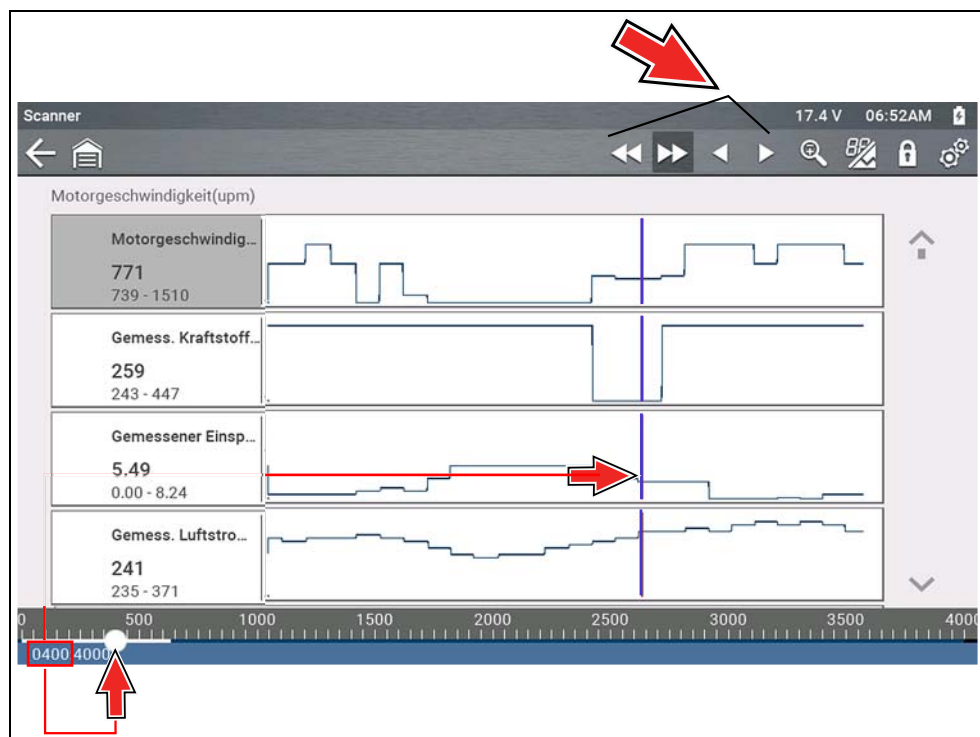 Scanner
17.4 V 06:52AM
Motorgeschwindigkeit(upm)
Motorgeschwindig...
771
739 - 1510
Gemess. Kraftstoff...
259
243 - 447
Gemessener Einsp...
5.49
0.00 - 8.24
Gemess. Luftstro...
241
235 - 371
0 500 1000 1500 2000 2500 3000 3500 4000
0400 4000